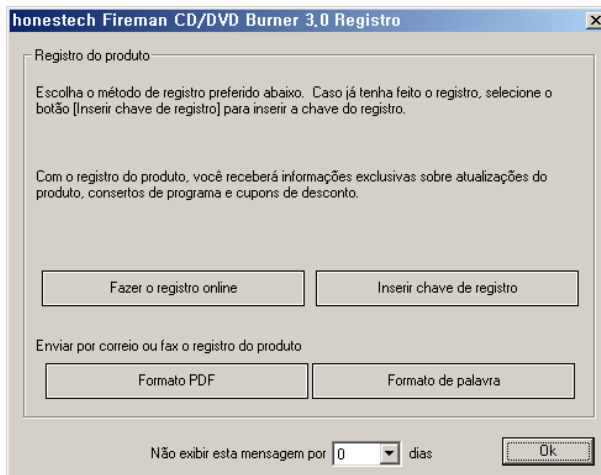 honestech Fireman CD/DVD Burner 3.0 Registro
Registro do produto
Escolha o método de registro preferido abaixo. Caso já tenha feito o registro, selecione o
botão [Inserir chave de registro] para inserir a chave do registro.
Com o registro do produto, você receberá informações exclusivas sobre atualizações do
produto, consertos de programa e cupons de desconto.
Fazer o registro online
Inserir chave de registro
Enviar por correio ou fax o registro do produto
Formato PDF
Formato de palavra
Não exibir esta mensagem por 0 dias
Ok